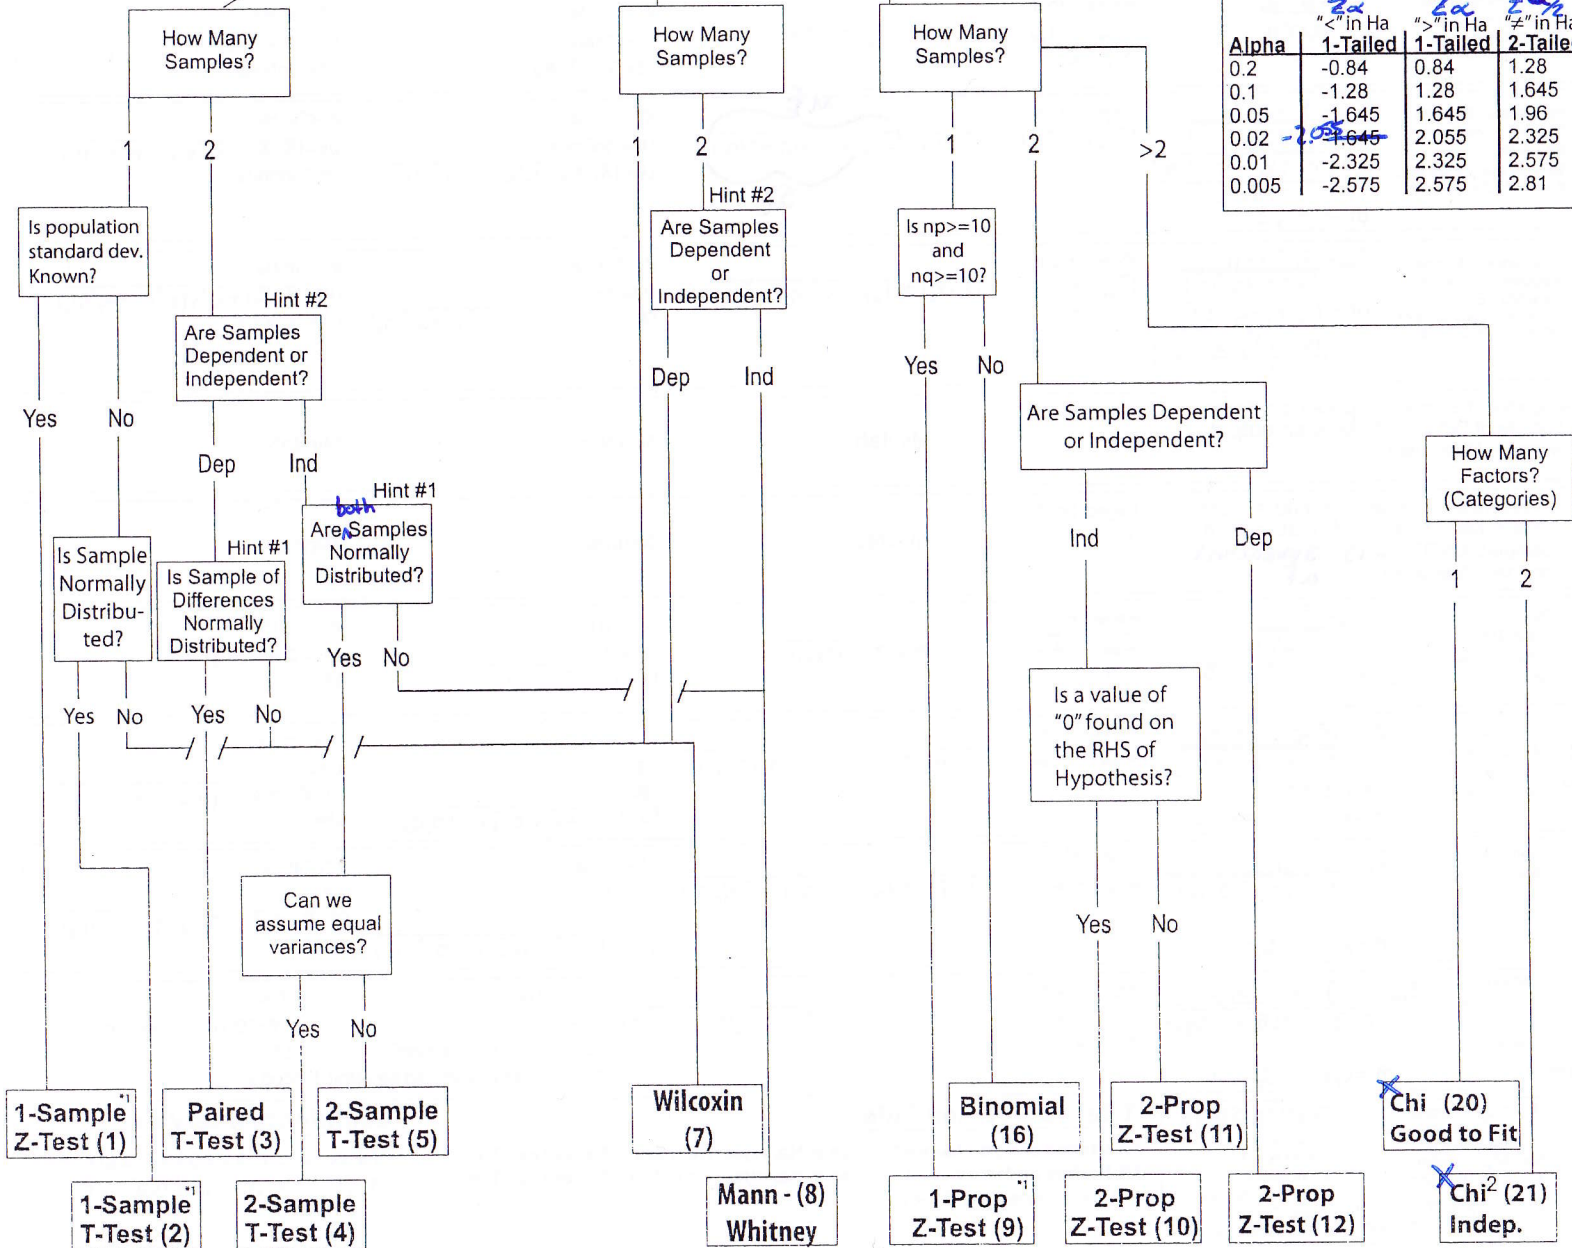 How Many
Samples?
1
2
Is population
standard dev.
Known?
Yes
No
Hint #2
Are Samples
Dependent or
Independent?
Dep
Ind
Is Sample
Normally
Distribu-
ted?
Yes
No
Hint #1
Is Sample of
Differences
Normally
Distributed?
Yes
No
Hint #1
both
Are Samples
Normally
Distributed?
Yes
No
Can we
assume equal
variances?
Yes
No
1-Sample *1
Z-Test (1)
1-Sample *1
T-Test (2)
Paired
T-Test (3)
2-Sample
T-Test (4)
2-Sample
T-Test (5)
How Many
Samples?
1
2
Hint #2
Are Samples
Dependent
or
Independent?
Dep
Ind
Wilcoxin
(7)
Mann - (8)
Whitney
How Many
Samples?
1
2
>2
Is np>=10
and
nq>=10?
Yes
No
Are Samples Dependent
or Independent?
Ind
Dep
Is a value of
"0" found on
the RHS of
Hypothesis?
Yes
No
How Many
Factors?
(Categories)
1
2
Binomial
(16)
1-Prop *1
Z-Test (9)
2-Prop
Z-Test (10)
2-Prop
Z-Test (11)
2-Prop
Z-Test (12)
Chi (20)
Good to Fit
Chi² (21)
Indep.
Zα Zα Zα/2
"<" in Ha ">" in Ha "≠" in Ha
Alpha 1-Tailed 1-Tailed 2-Taile
0.2 -0.84 0.84 1.28
0.1 -1.28 1.28 1.645
0.05 -1.645 1.645 1.96
0.02 -2.055 -1.645 2.055 2.325
0.01 -2.325 2.325 2.575
0.005 -2.575 2.575 2.81